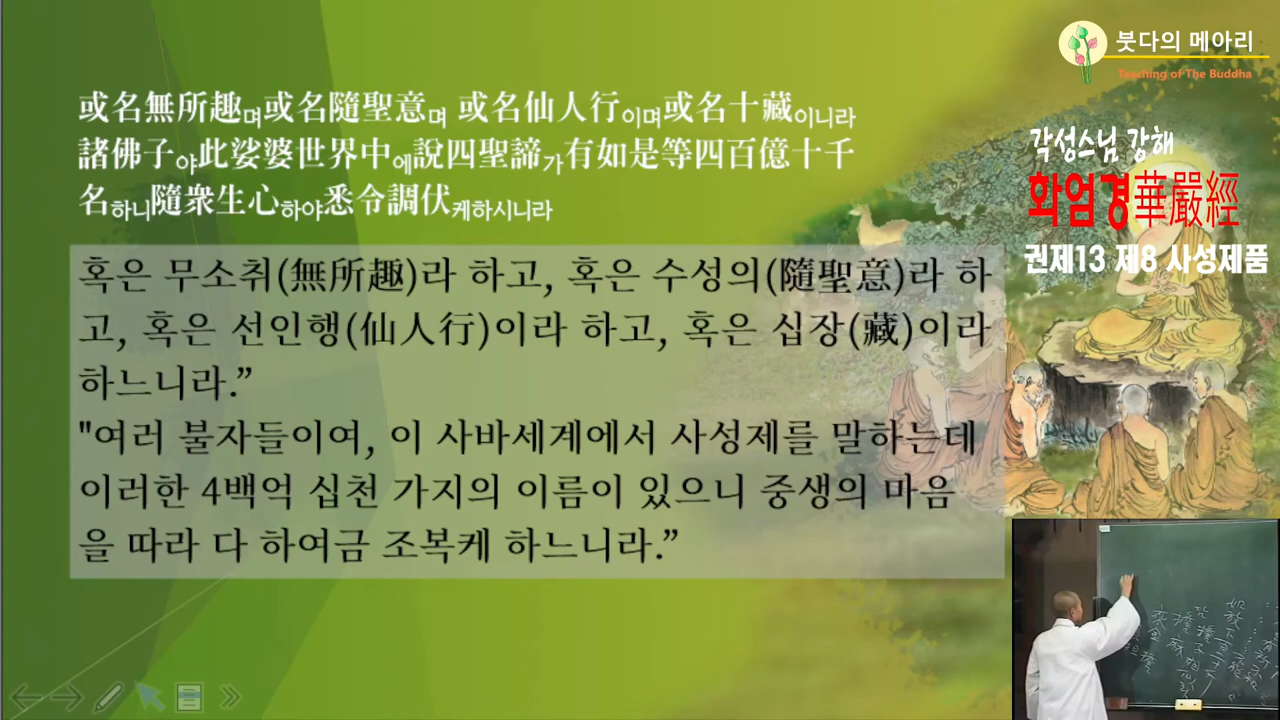 或名無所趣며或名隨聖意며 或名仙人行이며或名十藏이니라
諸佛子야此娑婆世界中에說四聖諦가有如是等四百億十千
名하니隨衆生心하야悉令調伏케하시니라
혹은 무소취(無所趣)라 하고, 혹은 수성의(隨聖意)라 하
고, 혹은 선인행(仙人行)이라 하고, 혹은 십장(藏)이라
하느니라.”
"여러 불자들이여, 이 사바세계에서 사성제를 말하는데
이러한 4백억 십천 가지의 이름이 있으니 중생의 마음
을 따라 다 하여금 조복케 하느니라.”
붓다의 메아리
Teaching of The Buddha
각성스님 강해
화엄경華嚴經
권제13 제8 사성제품